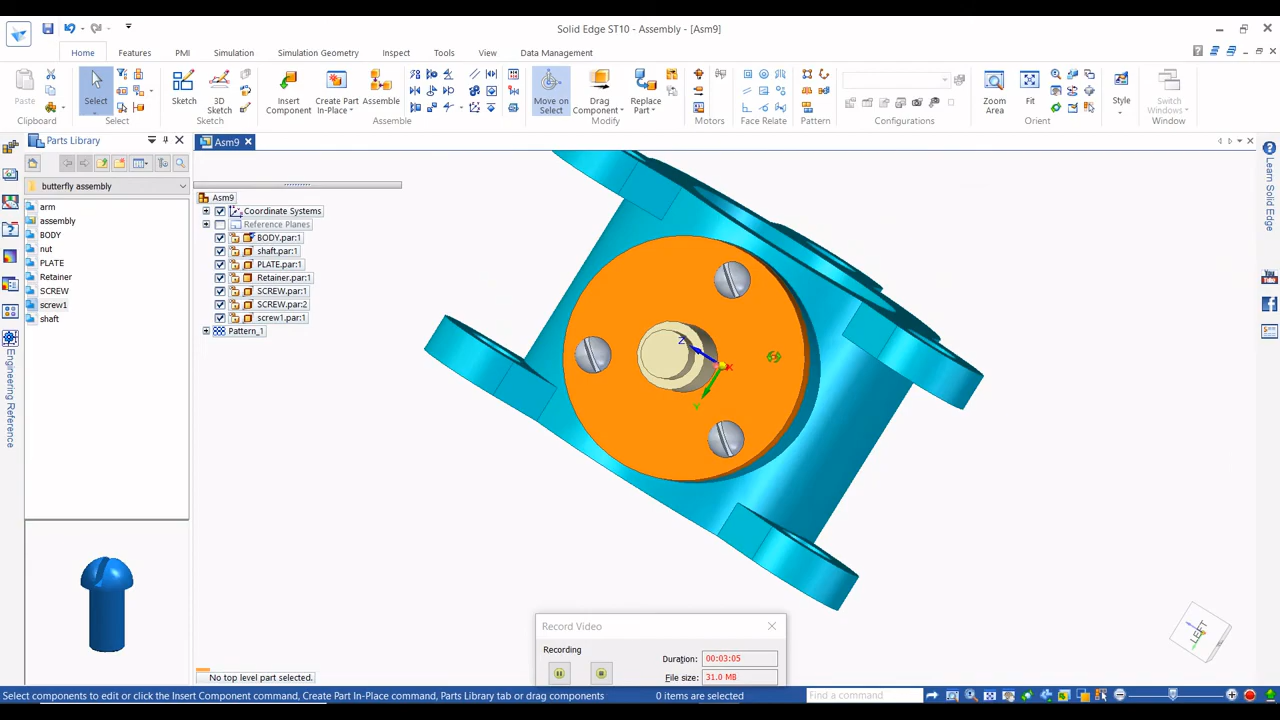 Solid Edge ST10 - Assembly - [Asm9]
Home Features PMI Simulation Simulation Geometry Inspect Tools View Data Management
Paste
Clipboard
Select
Select
Sketch
3D Sketch
Sketch
Insert Component
Create Part In-Place
Assemble
Assemble
Move on Select
Drag Component
Replace Part
Modify
Motors
Face Relate
Pattern
Configurations
Zoom Area
Fit
Orient
Style
Switch Windows
Window
Parts Library
Asm9
butterfly assembly
arm
assembly
BODY
nut
PLATE
Retainer
SCREW
screw1
shaft
Asm9
Coordinate Systems
Reference Planes
BODY.par:1
shaft.par:1
PLATE.par:1
Retainer.par:1
SCREW.par:1
SCREW.par:2
screw1.par:1
Pattern_1
Engineering Reference
Learn Solid Edge
You Tube
Z
X
Y
LEFT
Record Video
Recording
Duration: 00:03:05
File size: 31.0 MB
No top level part selected.
Select components to edit or click the Insert Component command, Create Part In-Place command, Parts Library tab or drag components
0 items are selected
Find a command